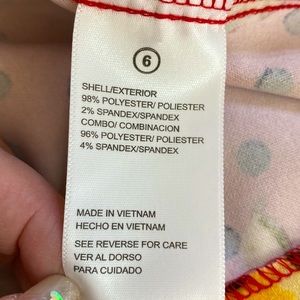 6
SHELL/EXTERIOR
98% POLYESTER/ POLIESTER
2% SPANDEX/SPANDEX
COMBO/ COMBINACION
96% POLYESTER/ POLIESTER
4% SPANDEX/SPANDEX
MADE IN VIETNAM
HECHO EN VIETNAM
SEE REVERSE FOR CARE
VER AL DORSO
PARA CUIDADO